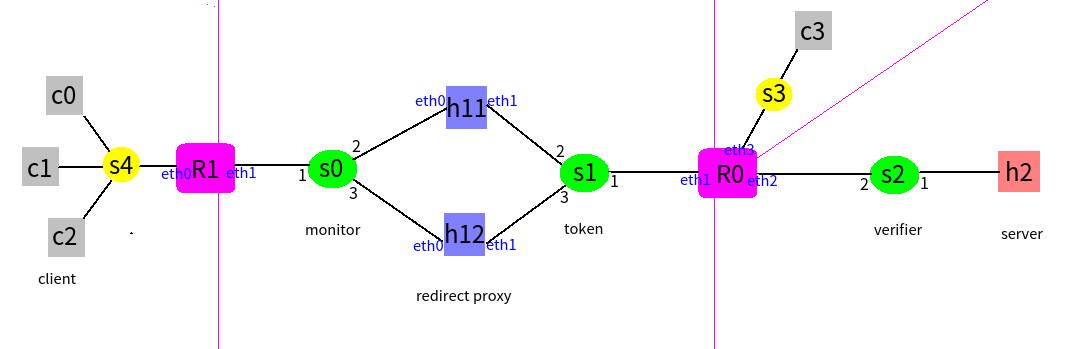 c3
s3
c0
eth0
h11
eth1
2
2
eth3
c1
s4
eth0
R1
eth1
1
s0
3
s1
1
3
eth1
R0
eth2
2
s2
1
h2
c2
eth0
h12
eth1
monitor
token
verifier
server
client
redirect proxy